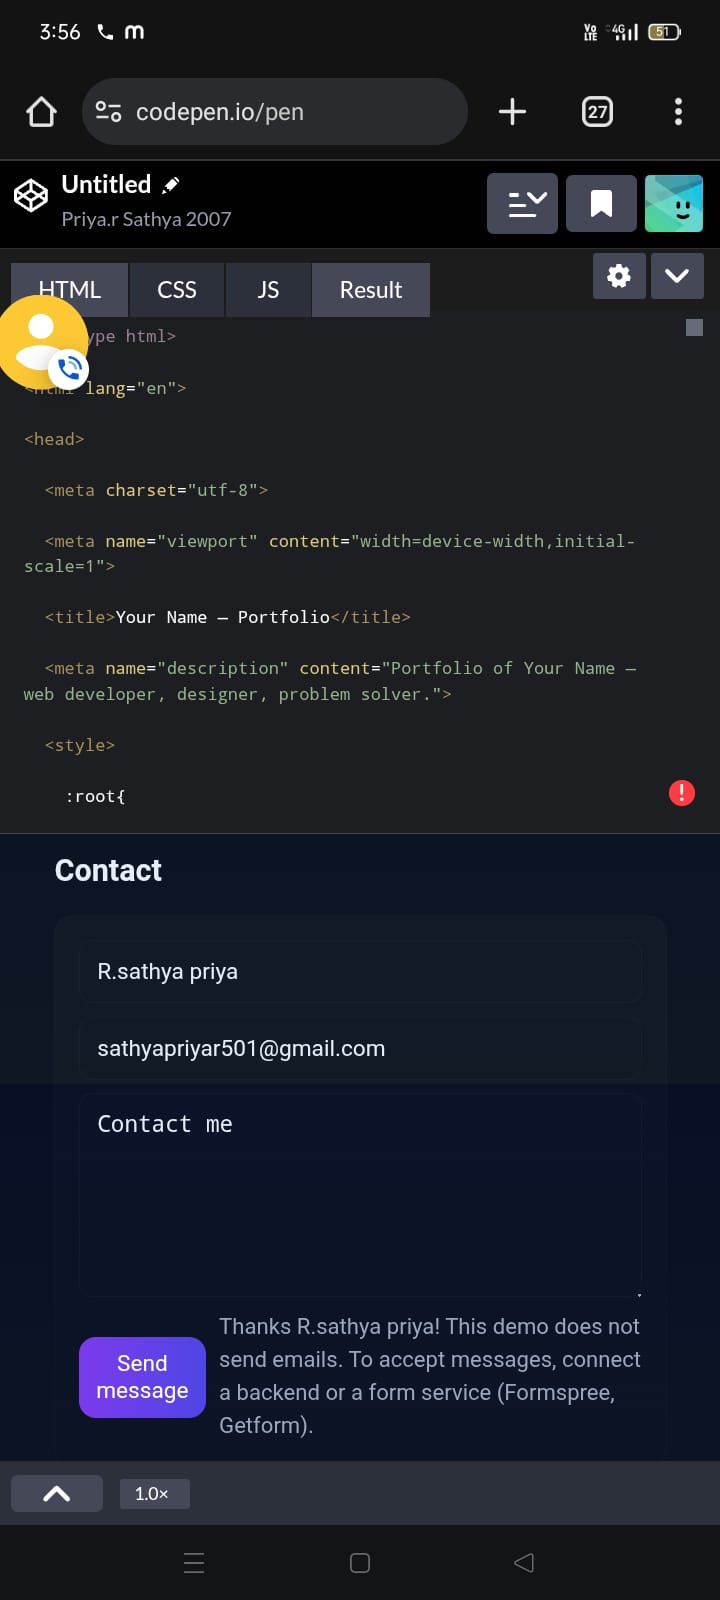 3:56
Vo LTE 4G 51
codepen.io/pen
27
Untitled
Priya.r Sathya 2007
HTML CSS JS Result
ype html>
<html lang="en">
<head>
<meta charset="utf-8">
<meta name="viewport" content="width=device-width,initial-
scale=1">
<title>Your Name — Portfolio</title>
<meta name="description" content="Portfolio of Your Name —
web developer, designer, problem solver.">
<style>
:root{
Contact
R.sathya priya
sathyapriyar501@gmail.com
Contact me
Send
message
Thanks R.sathya priya! This demo does not
send emails. To accept messages, connect
a backend or a form service (Formspree,
Getform).
1.0×